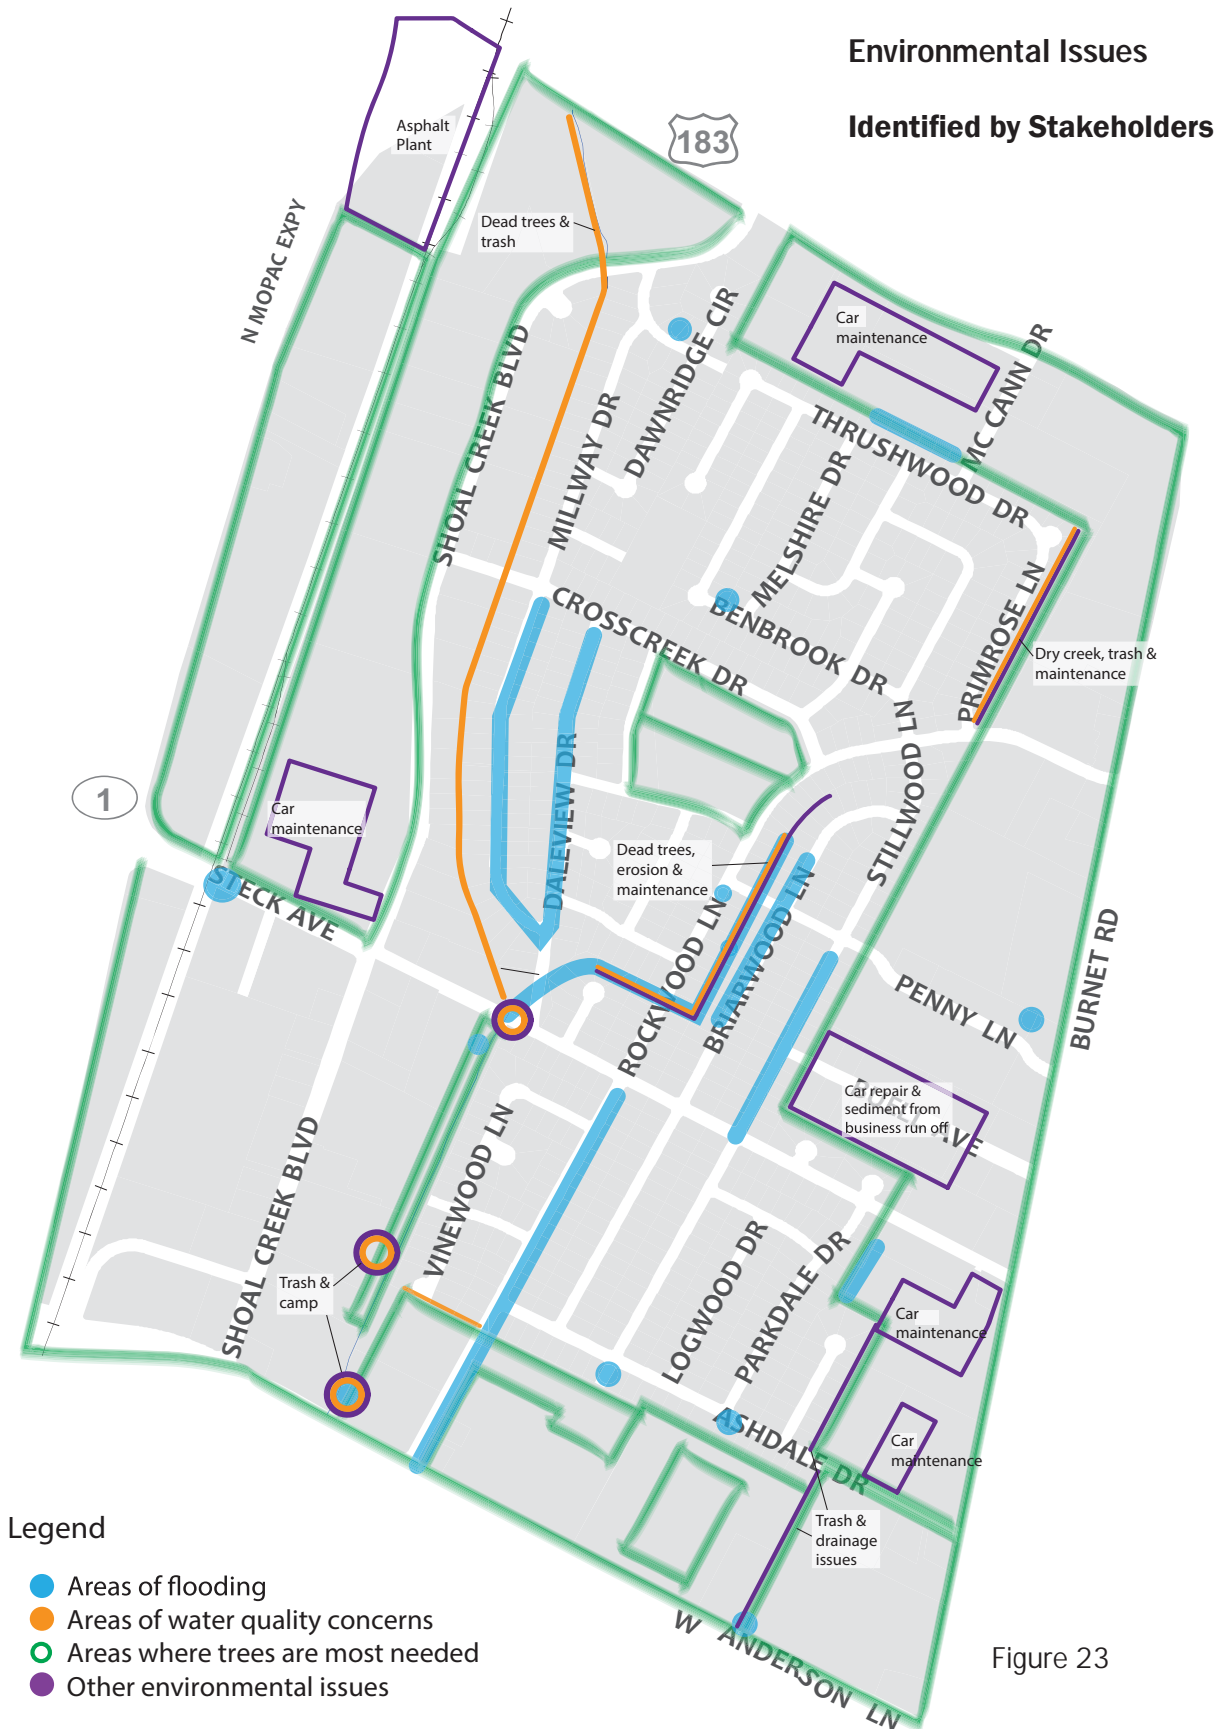 Environmental Issues
Identified by Stakeholders
183
Asphalt
Plant
N MOPAC EXPY
Dead trees &
trash
Car
maintenance
MC CANN DR
DAWNRIDGE CIR
SHOAL CREEK BLVD
MILLWAY DR
THRUSHWOOD DR
MELSHIRE DR
CROSSCREEK DR
BENBROOK DR
PRIMROSE LN
Dry creek, trash &
maintenance
STILLWOOD LN
1
Car
maintenance
DALEVIEW DR
Dead trees,
erosion &
maintenance
STECK AVE
ROCKWOOD LN
BRIARWOOD LN
PENNY LN
BURNET RD
Car repair &
sediment from
business run off
BUELL AVE
VINEWOOD LN
SHOAL CREEK BLVD
Trash &
camp
LOGWOOD DR
PARKDALE DR
Car
maintenance
ASHDALE DR
Car
maintenance
Trash &
drainage
issues
W ANDERSON LN
Legend
Areas of flooding
Areas of water quality concerns
Areas where trees are most needed
Other environmental issues
Figure 23